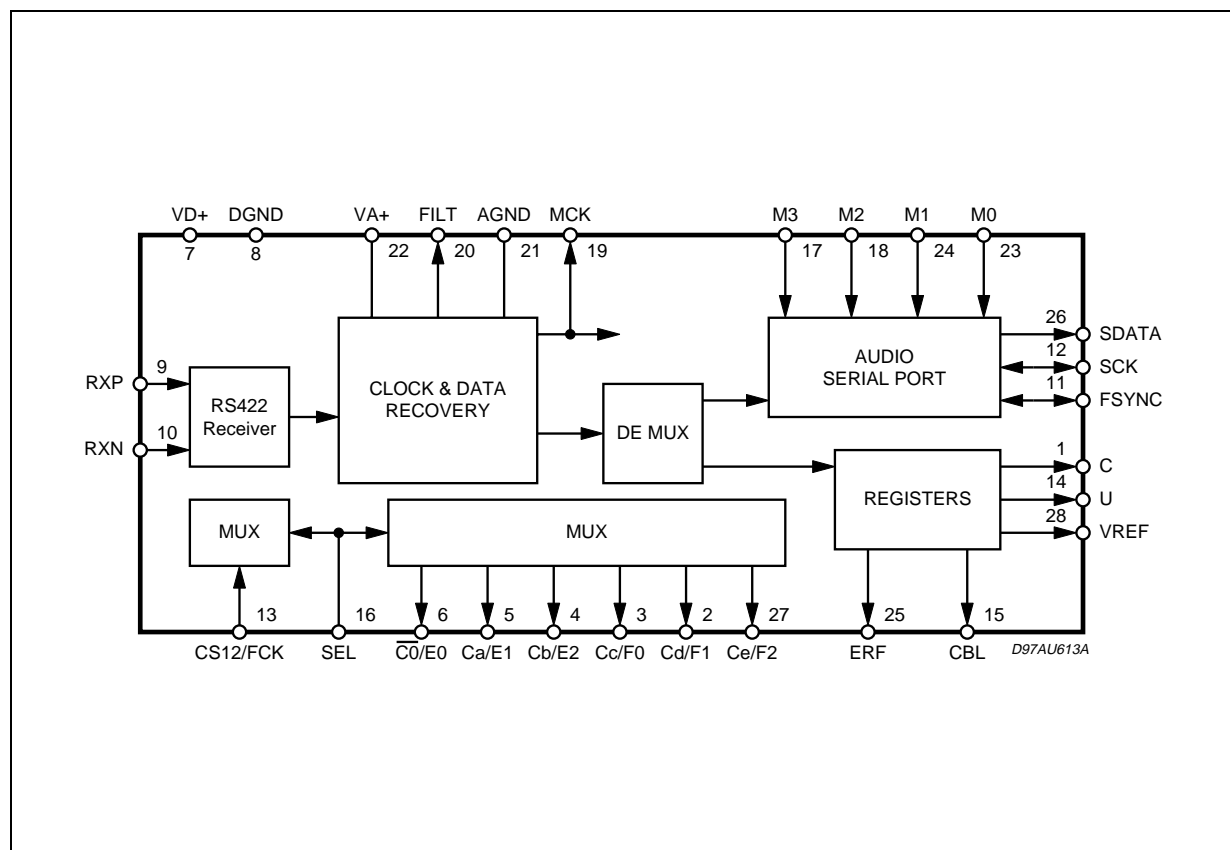 VD+ DGND VA+ FILT AGND MCK M3 M2 M1 M0
7 8 22 20 21 19 17 18 24 23
26 SDATA
12 SCK
11 FSYNC
RXP 9
RXN 10
RS422
Receiver
CLOCK & DATA
RECOVERY
DE MUX
AUDIO
SERIAL PORT
REGISTERS
1 C
14 U
28 VREF
MUX
MUX
13 16 6 5 4 3 2 27 25 15
CS12/FCK SEL C̅0̅/E0 Ca/E1 Cb/E2 Cc/F0 Cd/F1 Ce/F2 ERF CBL
D97AU613A